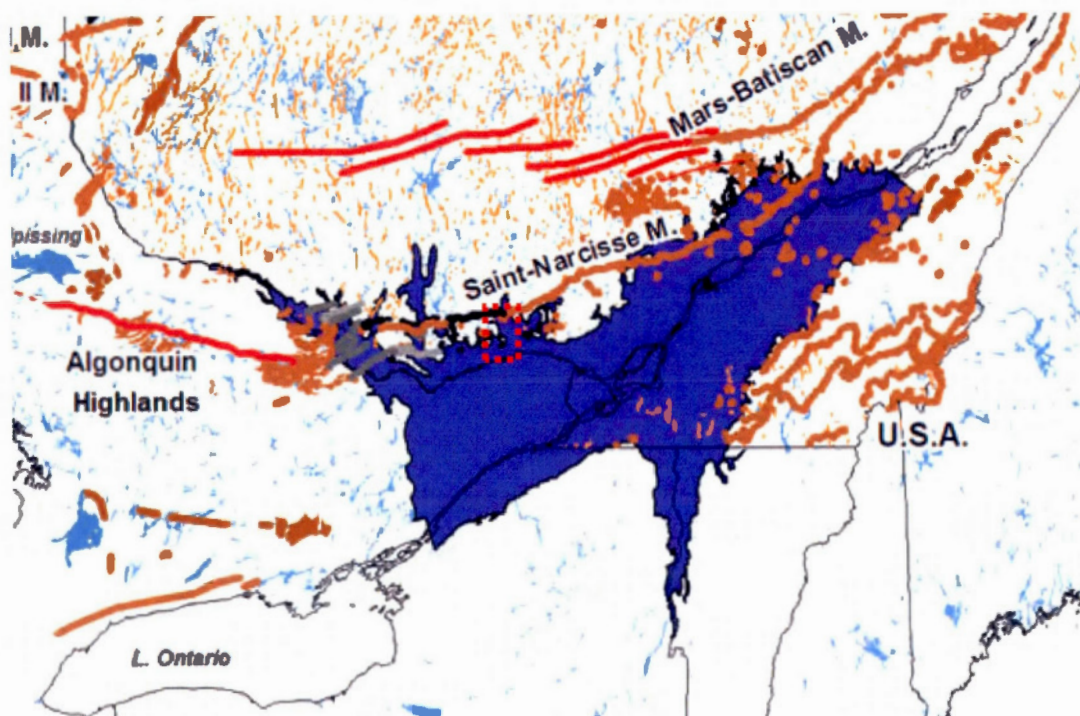 .M.
II M.
Mars-Batiscan M.
pissing
Saint-Narcisse M.
Algonquin
Highlands
U.S.A.
L. Ontario